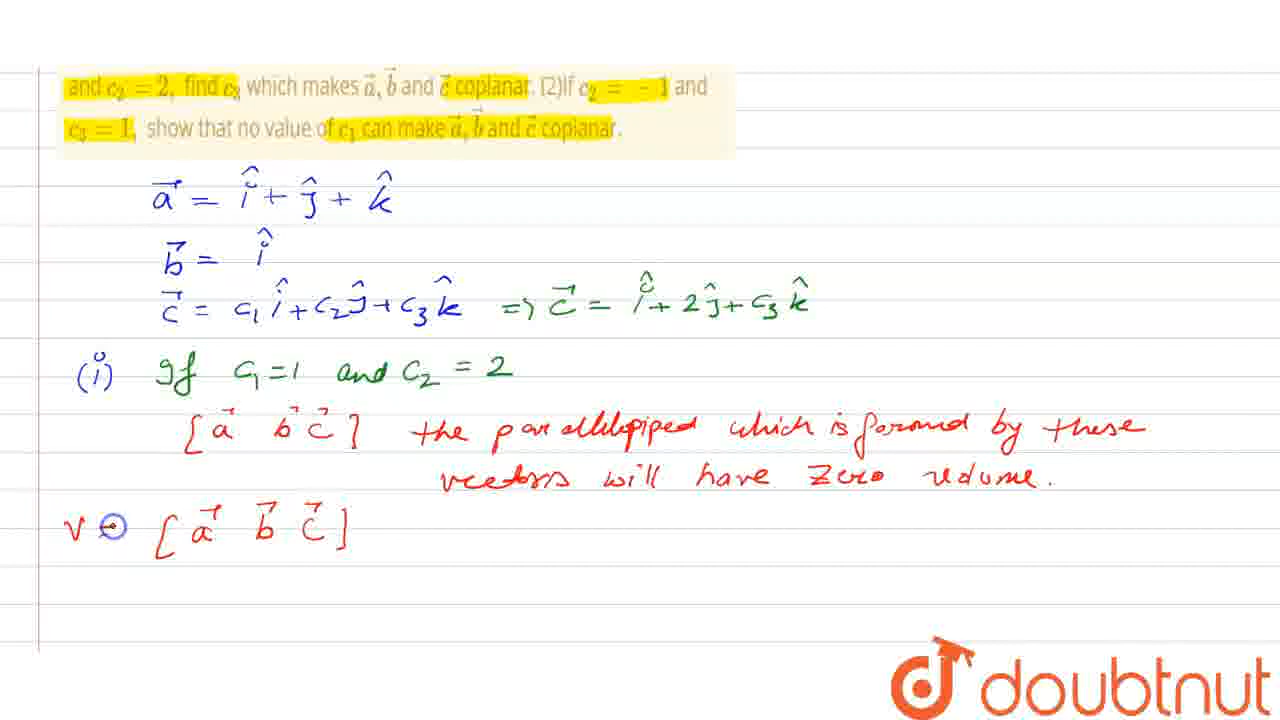 and c₂ = 2, find c₃ which makes a⃗, b⃗ and c⃗ coplanar. (2)If c₂ = −1 and
c₃ = 1, show that no value of c₁ can make a⃗, b⃗ and c⃗ coplanar.
a⃗ = î + ĵ + k̂
b⃗ = î
c⃗ = c₁î + c₂ĵ + c₃k̂ ⇒ c⃗ = î + 2ĵ + c₃k̂
(i) If c₁ = 1 and c₂ = 2
[a⃗ b⃗ c⃗] the parallelepiped which is formed by these
vectors will have zero volume.
V = [a⃗ b⃗ c⃗]
doubtnut